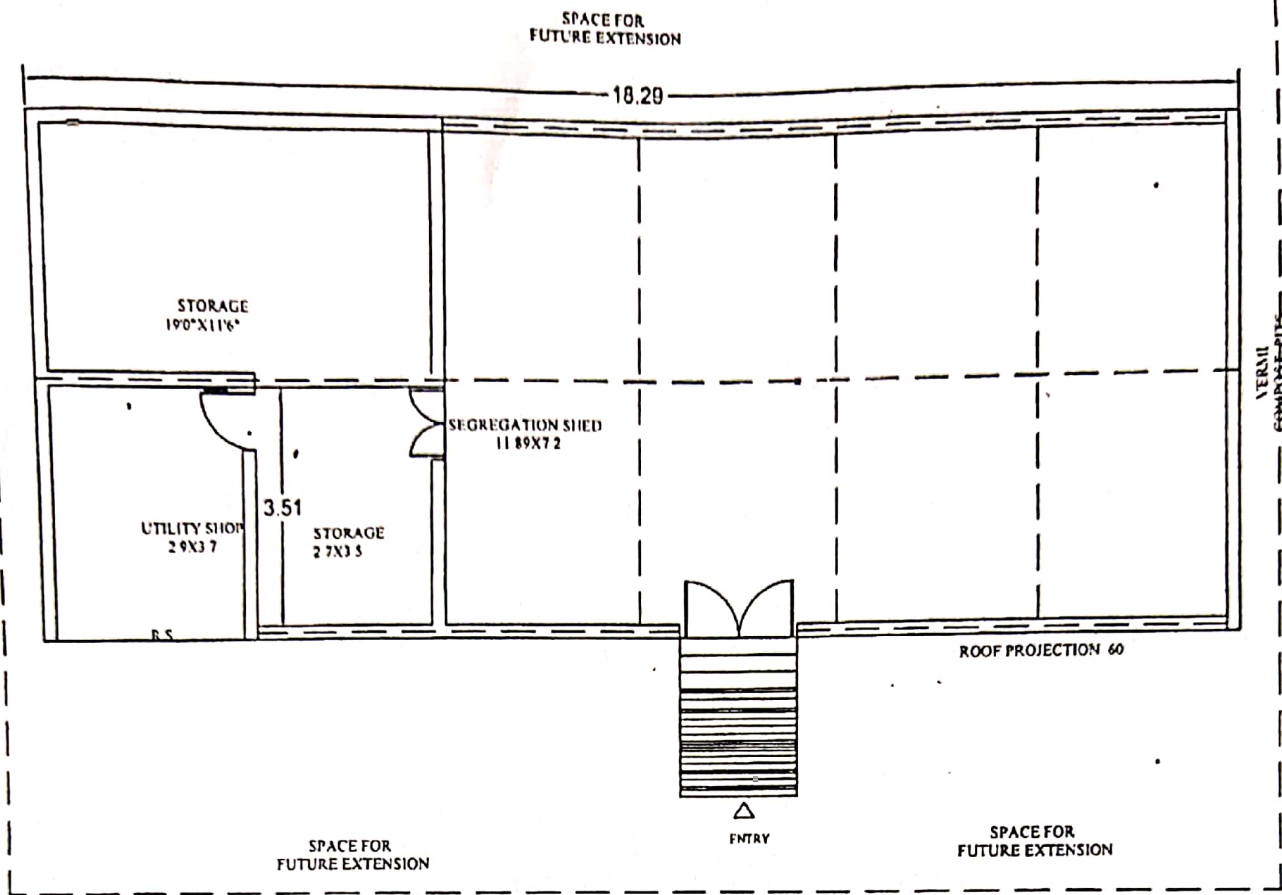 SPACE FOR
FUTURE EXTENSION
18.29
STORAGE
19'0"X11'6"
SEGREGATION SHED
11 89X7 2
VERMI
COMPOST PITS
3.51
UTILITY SHOP
2 9X3 7
STORAGE
2 7X3 5
R.S
ROOF PROJECTION 60
ENTRY
SPACE FOR
FUTURE EXTENSION
SPACE FOR
FUTURE EXTENSION